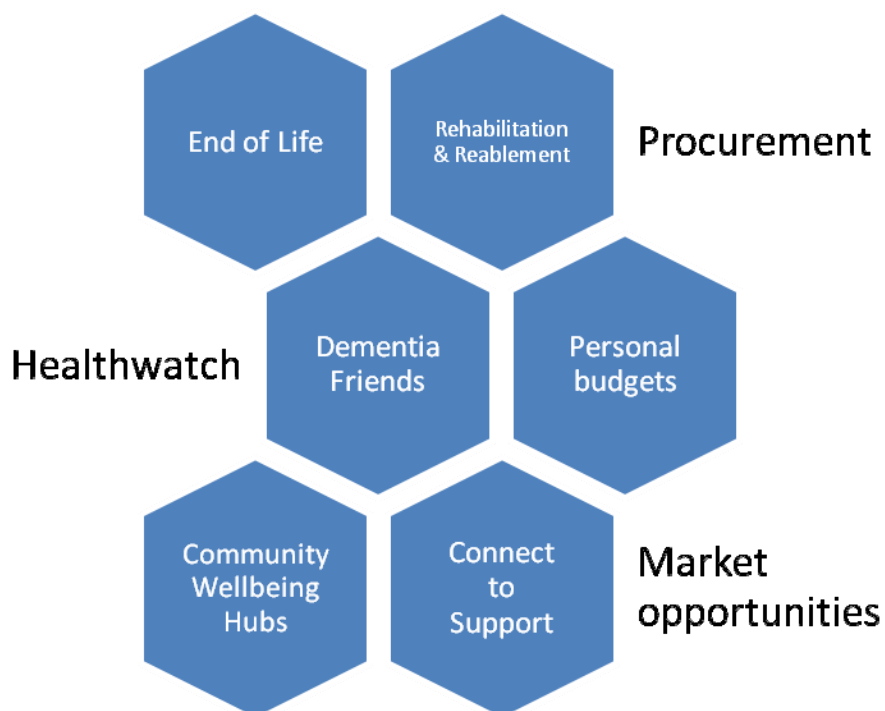 End of Life
Rehabilitation
& Reablement
Procurement
Healthwatch
Dementia
Friends
Personal
budgets
Community
Wellbeing
Hubs
Connect
to
Support
Market
opportunities